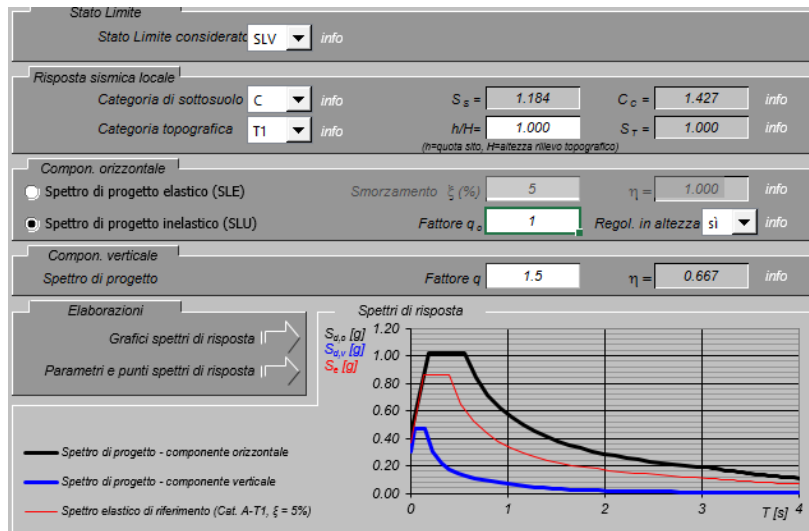 Stato Limite
Stato Limite considerato SLV info
Risposta sismica locale
Categoria di sottosuolo C info S S = 1.184 C C = 1.427 info
Categoria topografica T1 info h/H= 1.000 S T = 1.000 info
(h=quota sito, H=altezza rilievo topografico)
Compon. orizzontale
Spettro di progetto elastico (SLE) Smorzamento ξ (%) 5 η = 1.000 info
Spettro di progetto inelastico (SLU) Fattore q o 1 Regol. in altezza sì info
Compon. verticale
Spettro di progetto Fattore q 1.5 η = 0.667 info
Elaborazioni
Grafici spettri di risposta
Parametri e punti spettri di risposta
Spettri di risposta
Sd,o [g]
Sd,v [g]
Se [g]
1.20
1.00
0.80
0.60
0.40
0.20
0.00
0 1 2 3 T [s] 4
Spettro di progetto - componente orizzontale
Spettro di progetto - componente verticale
Spettro elastico di riferimento (Cat. A-T1, ξ = 5%)